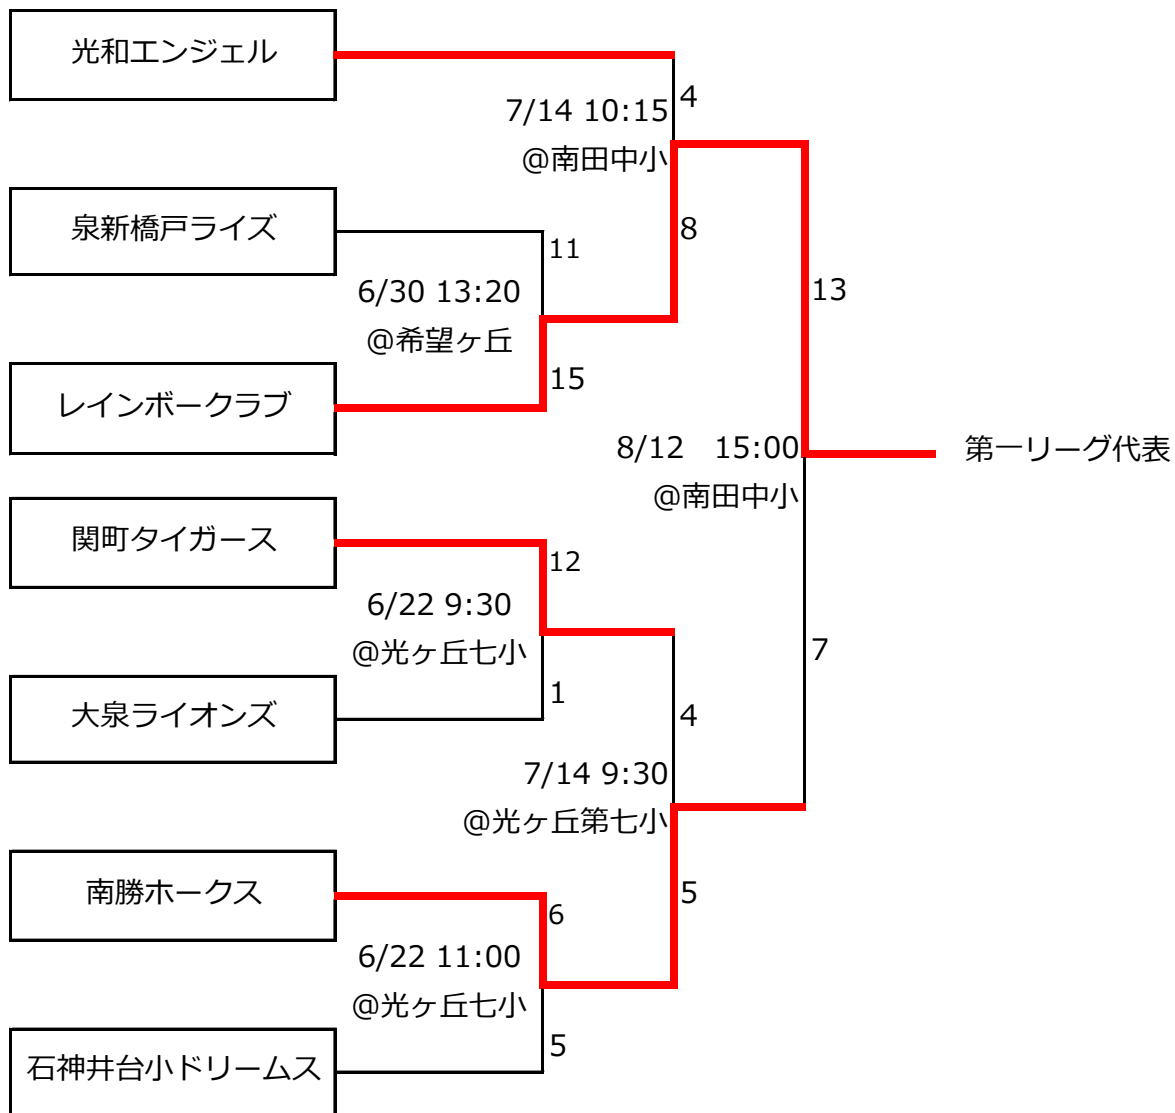 光和エンジェル
4
7/14 10:15
@南田中小
泉新橋戸ライズ
11
8
6/30 13:20
@希望ヶ丘
13
レインボークラブ
15
8/12　15:00
@南田中小
第一リーグ代表
関町タイガース
12
6/22 9:30
@光ヶ丘七小
7
大泉ライオンズ
1
4
7/14 9:30
@光ヶ丘第七小
南勝ホークス
6
5
6/22 11:00
@光ヶ丘七小
5
石神井台小ドリームス